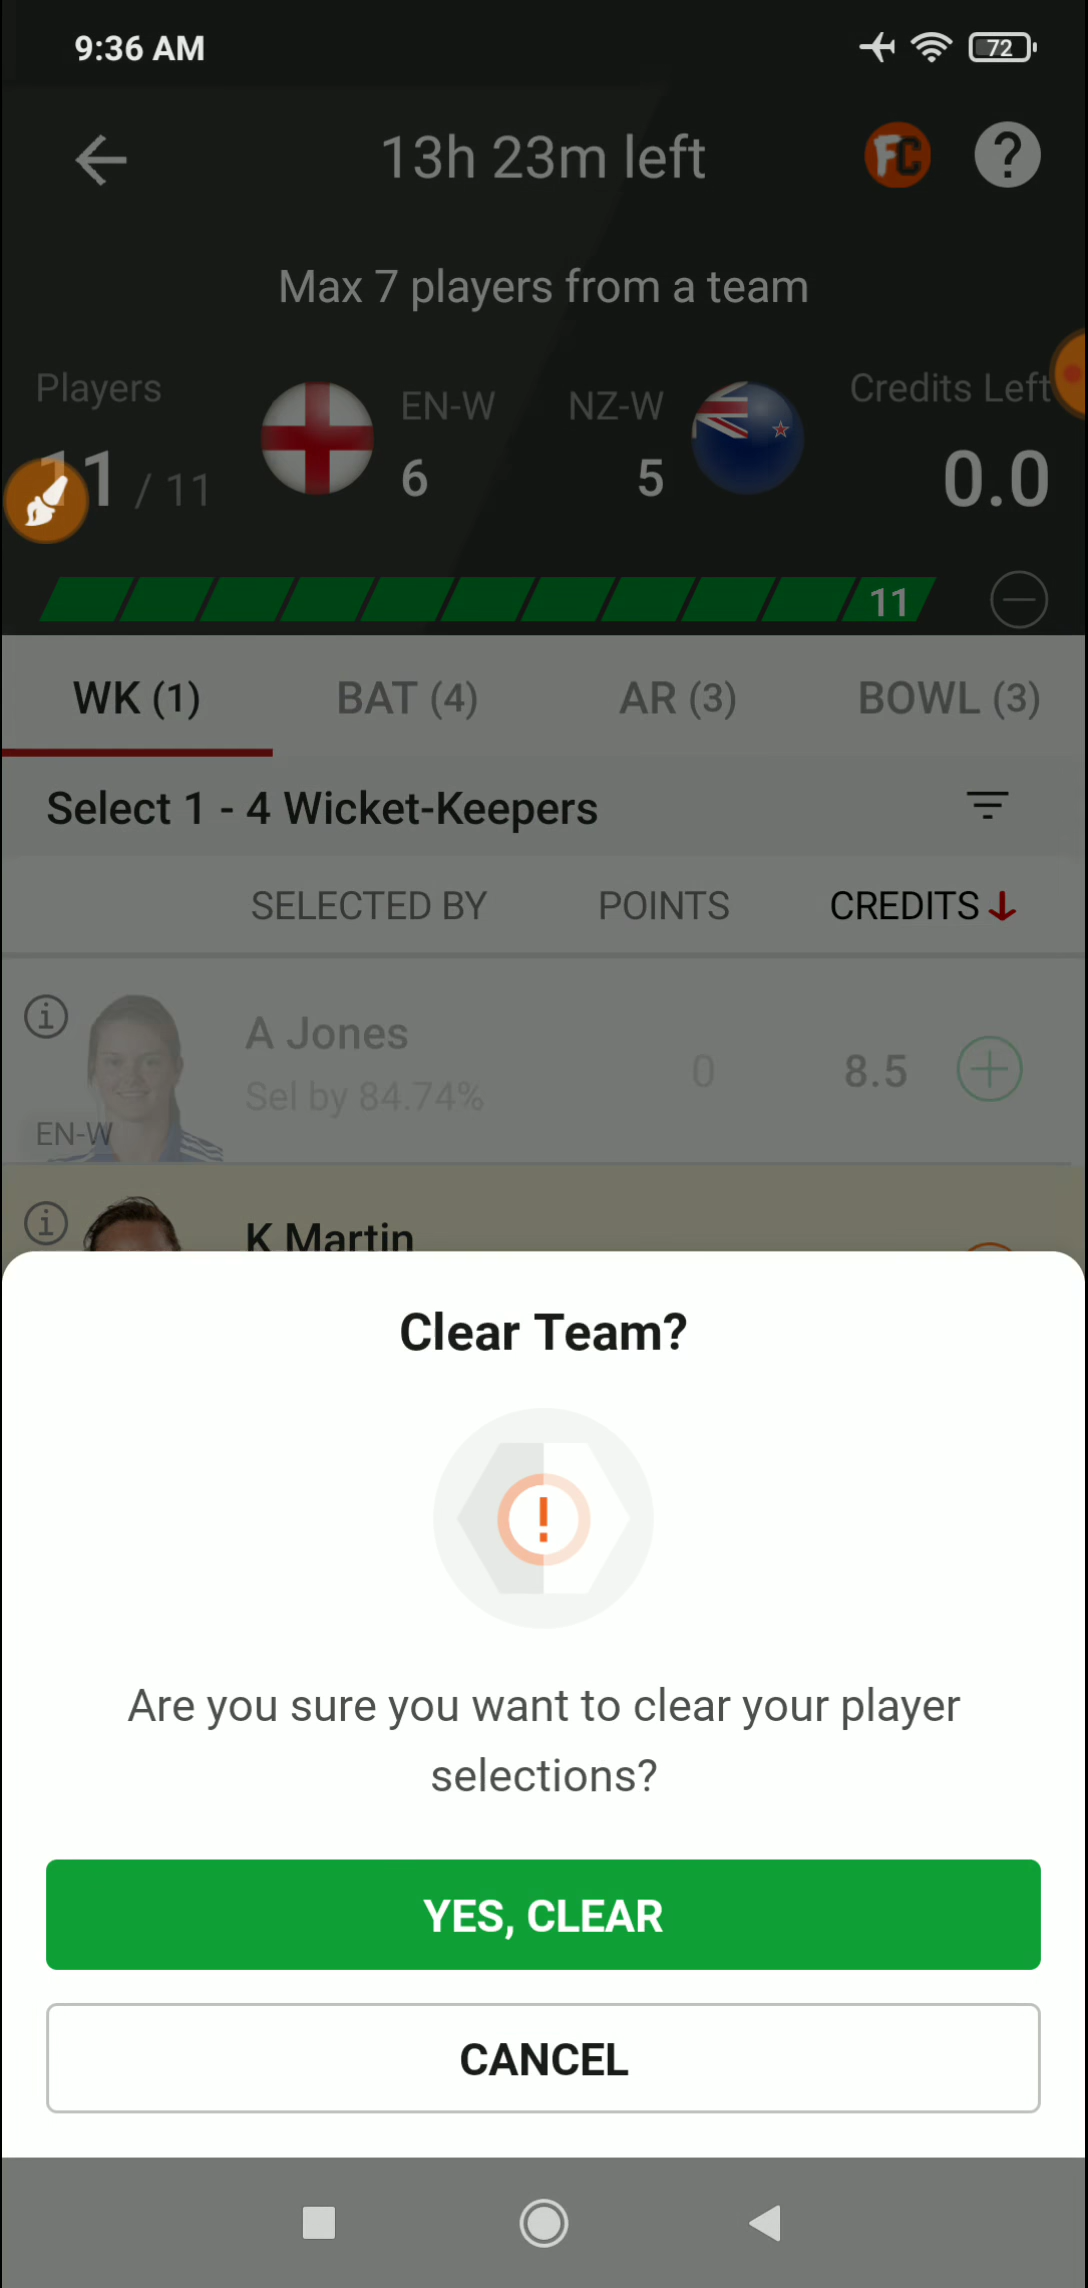 9:36 AM
72
13h 23m left
FC
?
Max 7 players from a team
Players
EN-W
NZ-W
Credits Left
11 / 11
6
5
0.0
11
WK (1)
BAT (4)
AR (3)
BOWL (3)
Select 1 - 4 Wicket-Keepers
SELECTED BY
POINTS
CREDITS
A Jones
Sel by 84.74%
0
8.5
EN-W
K Martin
Clear Team?
!
Are you sure you want to clear your player
selections?
YES, CLEAR
CANCEL